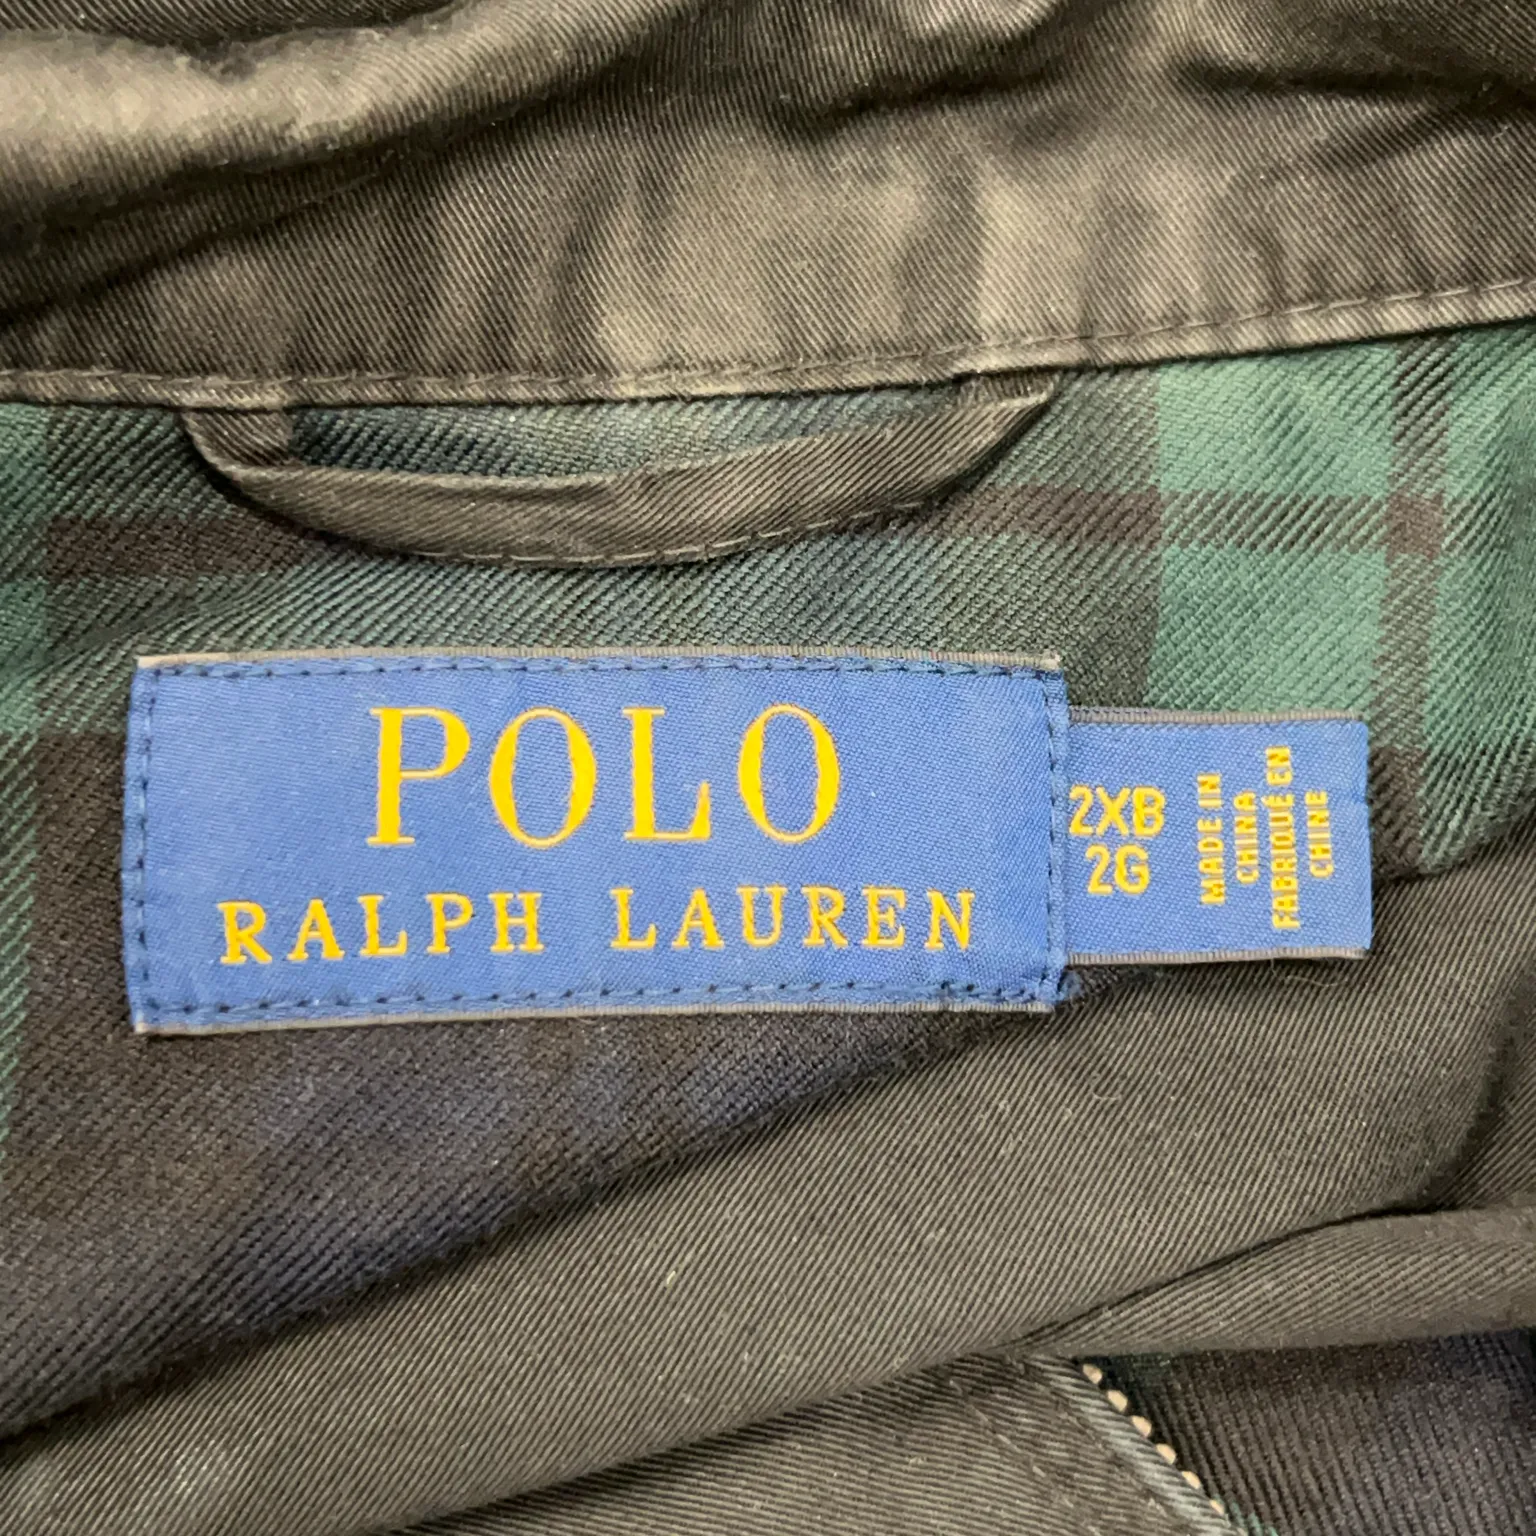 POLO
RALPH LAUREN
2XB
2G
MADE IN
CHINA
FABRIQUÉ EN
CHINE